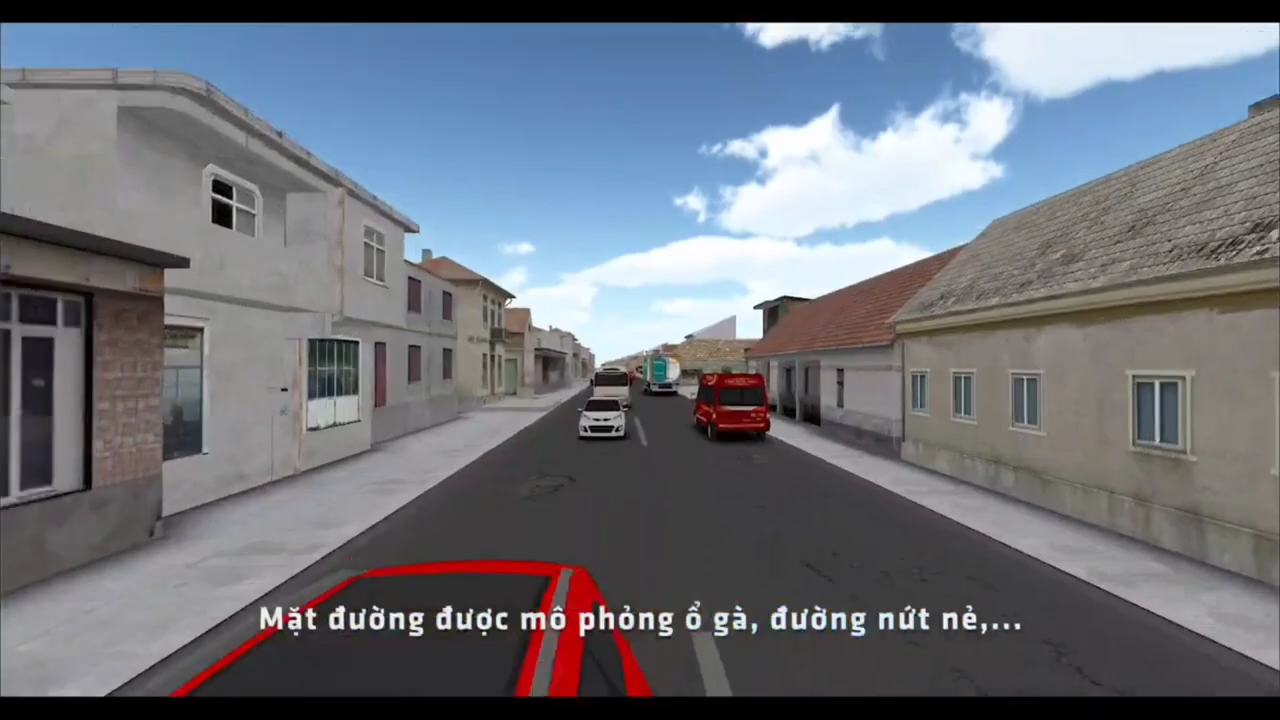 Mặt đường được mô phỏng ổ gà, đường nứt nẻ,...